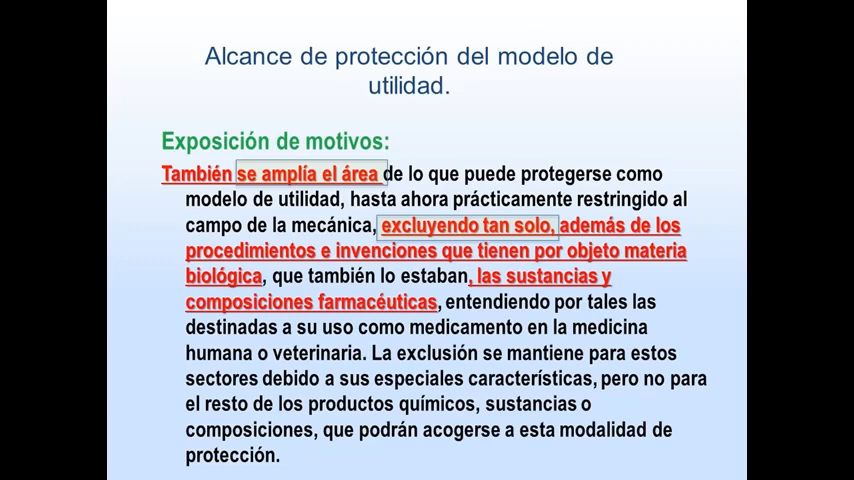 Alcance de protección del modelo de
utilidad.
Exposición de motivos:
También se amplía el área de lo que puede protegerse como
modelo de utilidad, hasta ahora prácticamente restringido al
campo de la mecánica, excluyendo tan solo, además de los
procedimientos e invenciones que tienen por objeto materia
biológica, que también lo estaban, las sustancias y
composiciones farmacéuticas, entendiendo por tales las
destinadas a su uso como medicamento en la medicina
humana o veterinaria. La exclusión se mantiene para estos
sectores debido a sus especiales características, pero no para
el resto de los productos químicos, sustancias o
composiciones, que podrán acogerse a esta modalidad de
protección.